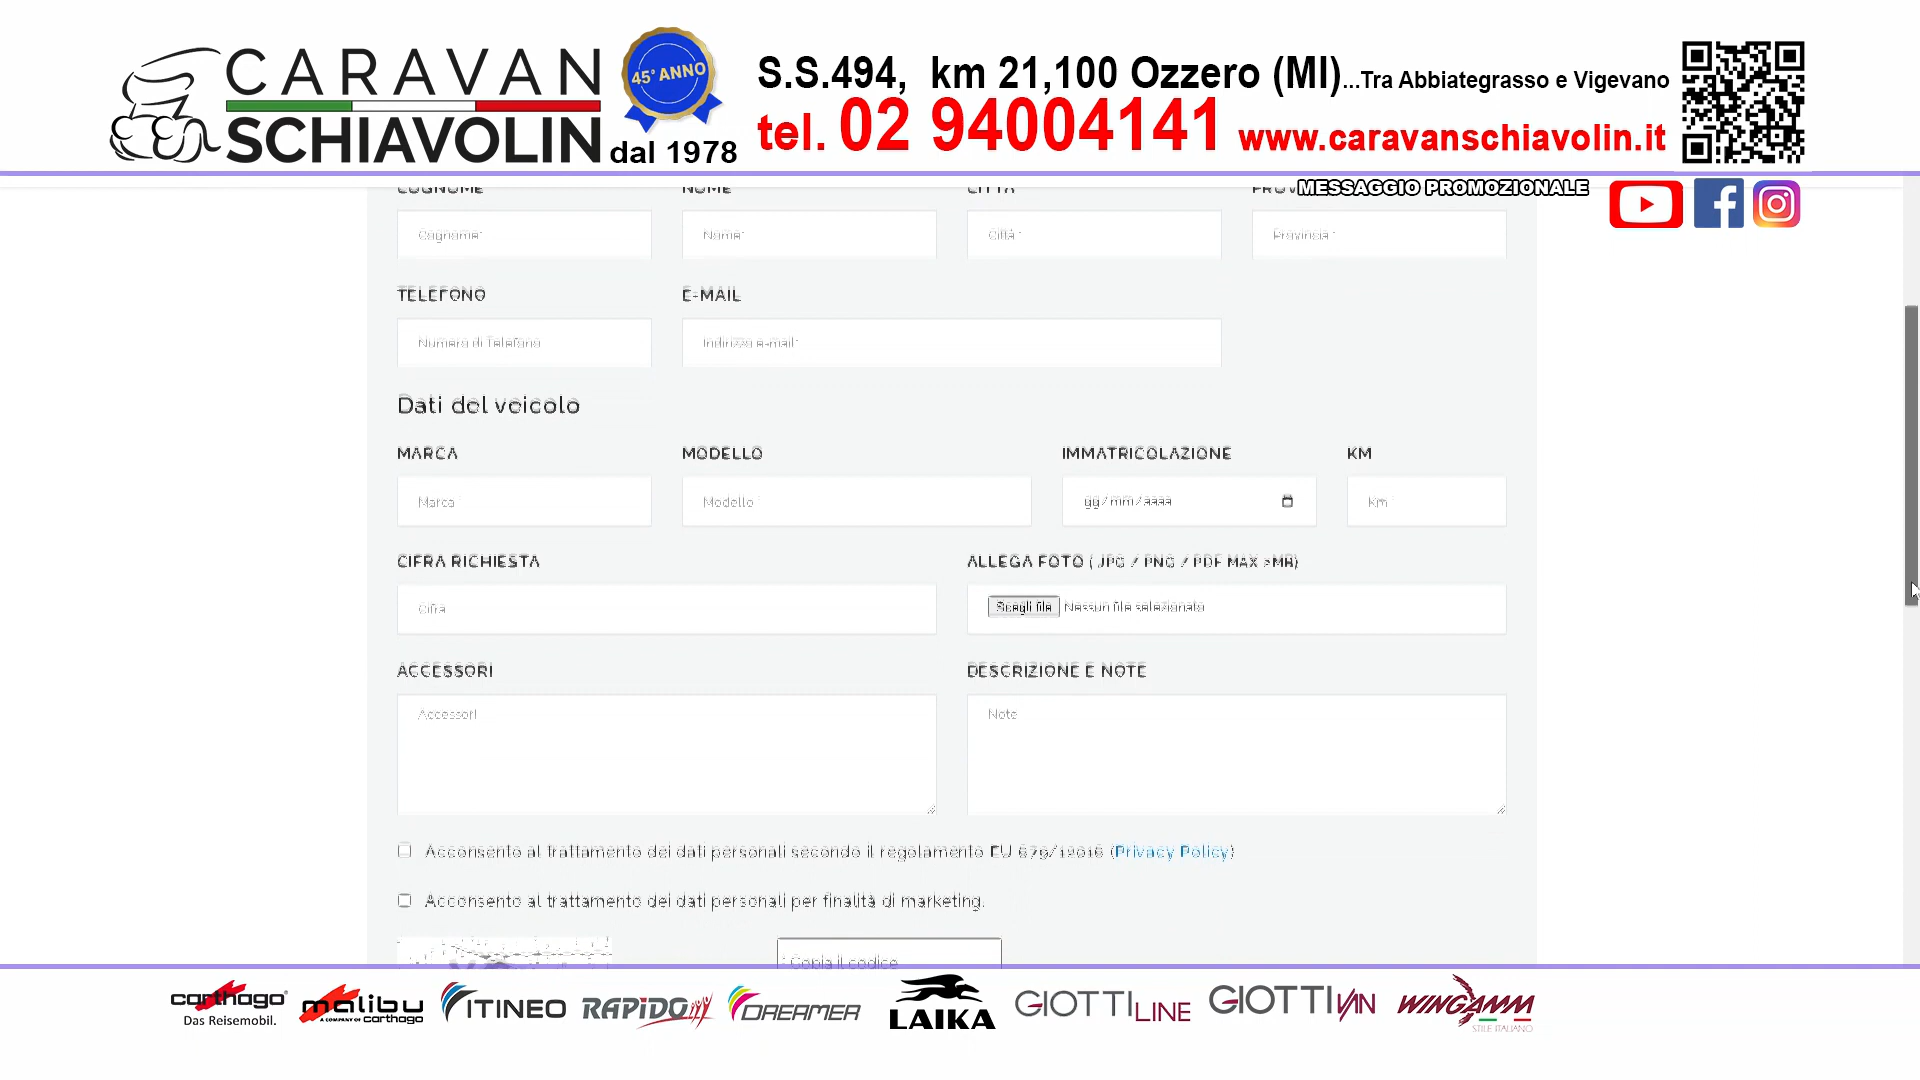 CARAVAN
SCHIAVOLIN
45° ANNO
dal 1978
S.S.494, km 21,100 Ozzero (MI)...Tra Abbiategrasso e Vigevano
tel. 02 94004141 www.caravanschiavolin.it
MESSAGGIO PROMOZIONALE
COGNOME NOME CITTÀ
Cognome* Nome* Città * Provincia *
TELEFONO E-MAIL
Numero di Telefono Indirizzo e-mail*
Dati del veicolo
MARCA MODELLO IMMATRICOLAZIONE KM
Marca Modello gg/mm/aaaa km
CIFRA RICHIESTA ALLEGA FOTO (.JPG / PNG / PDF MAX
Cifra Scegli file Nessun file selezionato
ACCESSORI DESCRIZIONE E NOTE
Accessori Note
Acconsento al trattamento dei dati personali secondo il regolamento EU 679/12016 (Privacy Policy)
Acconsento al trattamento dei dati personali per finalità di marketing.
Copia il codice
carthago malibu ITINEO RAPIDO DREAMER LAIKA GIOTTILINE GIOTTIVAN WINGAMM
Das Reisemobil. A COMPANY OF carthago STILE ITALIANO